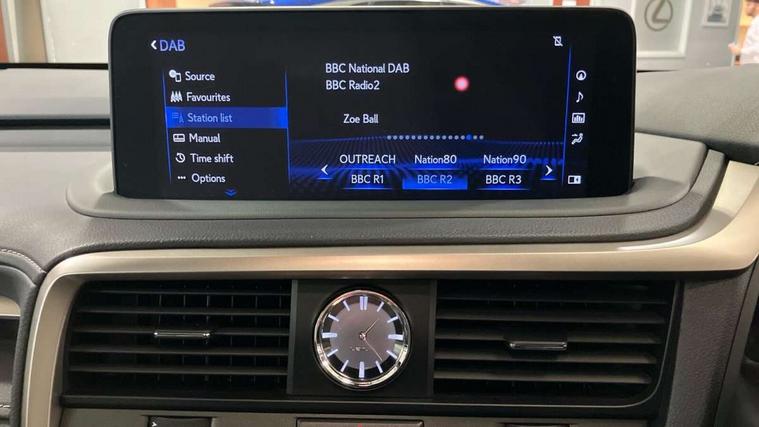 DAB
Source
Favourites
Station list
Manual
Time shift
Options
BBC National DAB
BBC Radio2
Zoe Ball
OUTREACH Nation80 Nation90
BBC R1 BBC R2 BBC R3